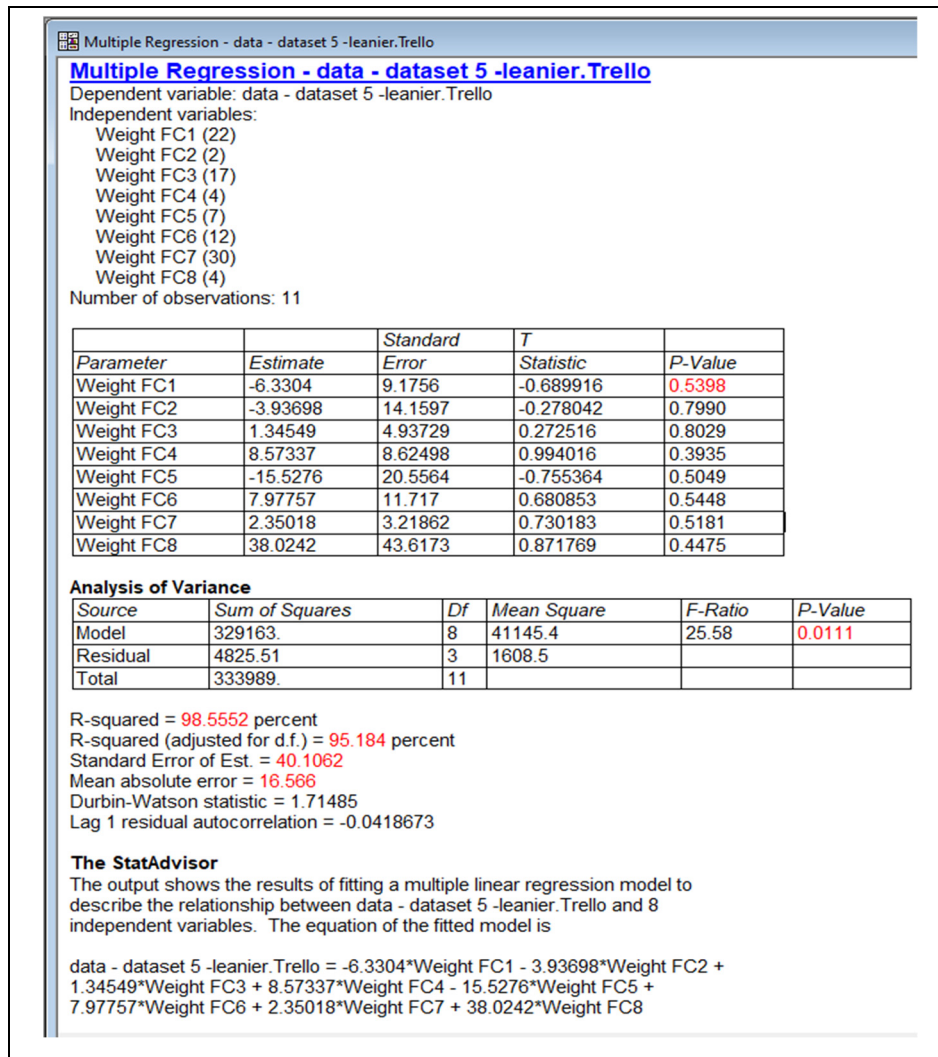 Multiple Regression - data - dataset 5 -leanier.Trello
Multiple Regression - data - dataset 5 -leanier.Trello
Dependent variable: data - dataset 5 -leanier.Trello
Independent variables:
Weight FC1 (22)
Weight FC2 (2)
Weight FC3 (17)
Weight FC4 (4)
Weight FC5 (7)
Weight FC6 (12)
Weight FC7 (30)
Weight FC8 (4)
Number of observations: 11
Standard T
Parameter Estimate Error Statistic P-Value
Weight FC1 -6.3304 9.1756 -0.689916 0.5398
Weight FC2 -3.93698 14.1597 -0.278042 0.7990
Weight FC3 1.34549 4.93729 0.272516 0.8029
Weight FC4 8.57337 8.62498 0.994016 0.3935
Weight FC5 -15.5276 20.5564 -0.755364 0.5049
Weight FC6 7.97757 11.717 0.680853 0.5448
Weight FC7 2.35018 3.21862 0.730183 0.5181
Weight FC8 38.0242 43.6173 0.871769 0.4475
Analysis of Variance
Source Sum of Squares Df Mean Square F-Ratio P-Value
Model 329163. 8 41145.4 25.58 0.0111
Residual 4825.51 3 1608.5
Total 333989. 11
R-squared = 98.5552 percent
R-squared (adjusted for d.f.) = 95.184 percent
Standard Error of Est. = 40.1062
Mean absolute error = 16.566
Durbin-Watson statistic = 1.71485
Lag 1 residual autocorrelation = -0.0418673
The StatAdvisor
The output shows the results of fitting a multiple linear regression model to
describe the relationship between data - dataset 5 -leanier.Trello and 8
independent variables.  The equation of the fitted model is
data - dataset 5 -leanier.Trello = -6.3304*Weight FC1 - 3.93698*Weight FC2 +
1.34549*Weight FC3 + 8.57337*Weight FC4 - 15.5276*Weight FC5 +
7.97757*Weight FC6 + 2.35018*Weight FC7 + 38.0242*Weight FC8